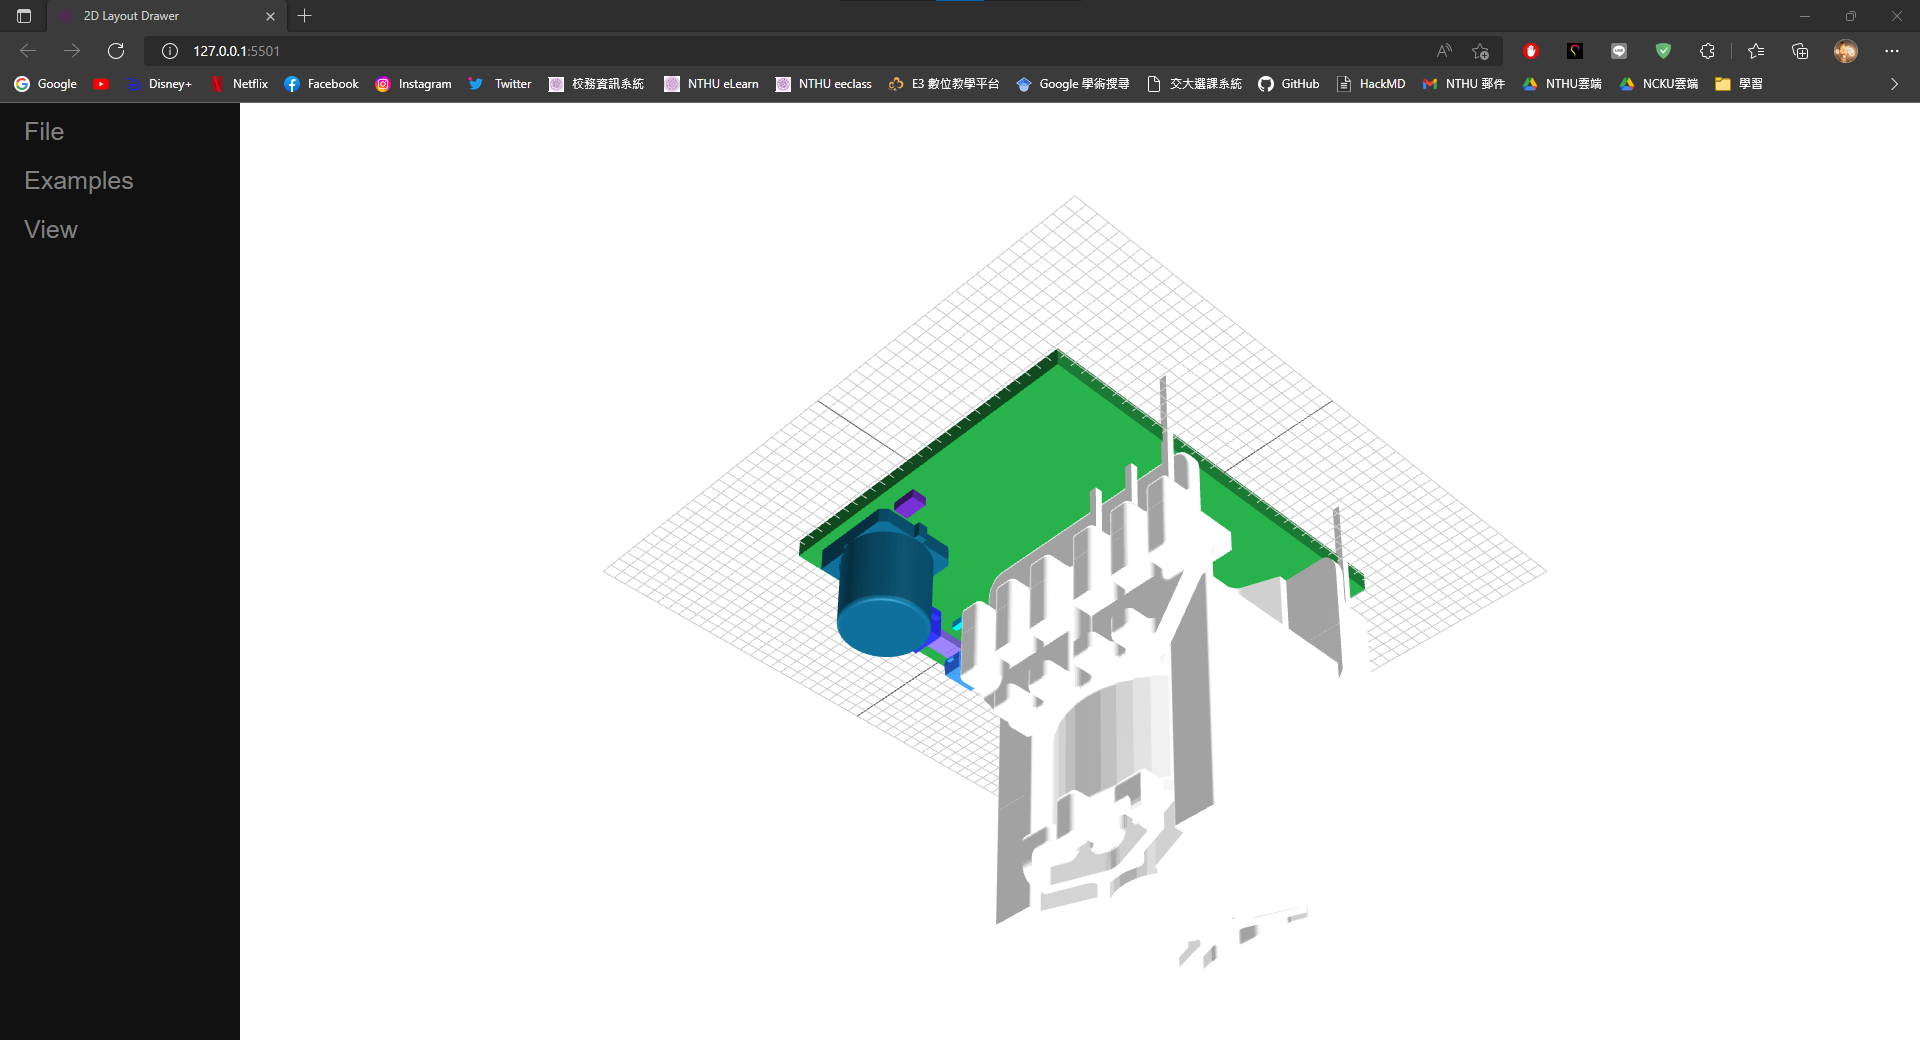 2D Layout Drawer
127.0.0.1:5501
Google Disney+ Netflix Facebook Instagram Twitter 校務資訊系統 NTHU eLearn NTHU eeclass E3 數位教學平台 Google 學術搜尋 交大選課系統 GitHub HackMD NTHU 郵件 NTHU雲端 NCKU雲端 學習
File
Examples
View